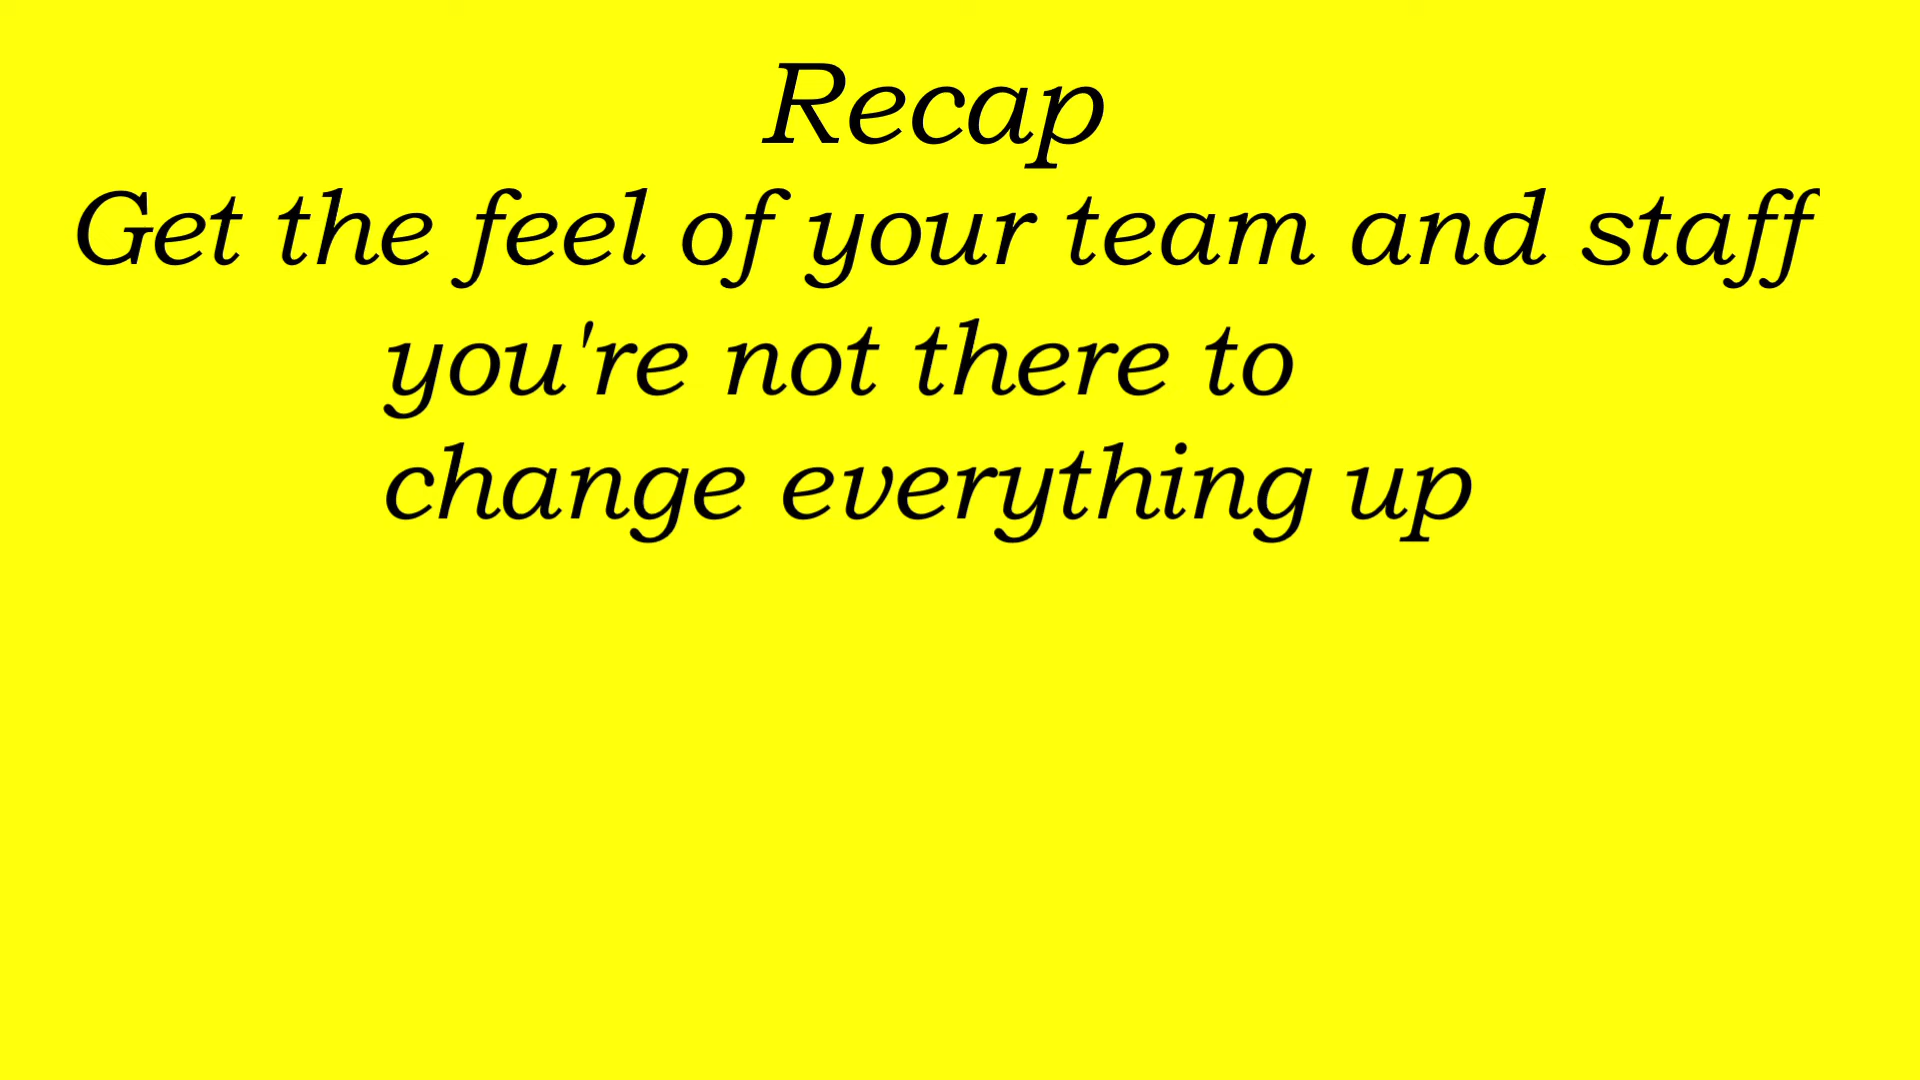 Recap
Get the feel of your team and staff
you're not there to
change everything up